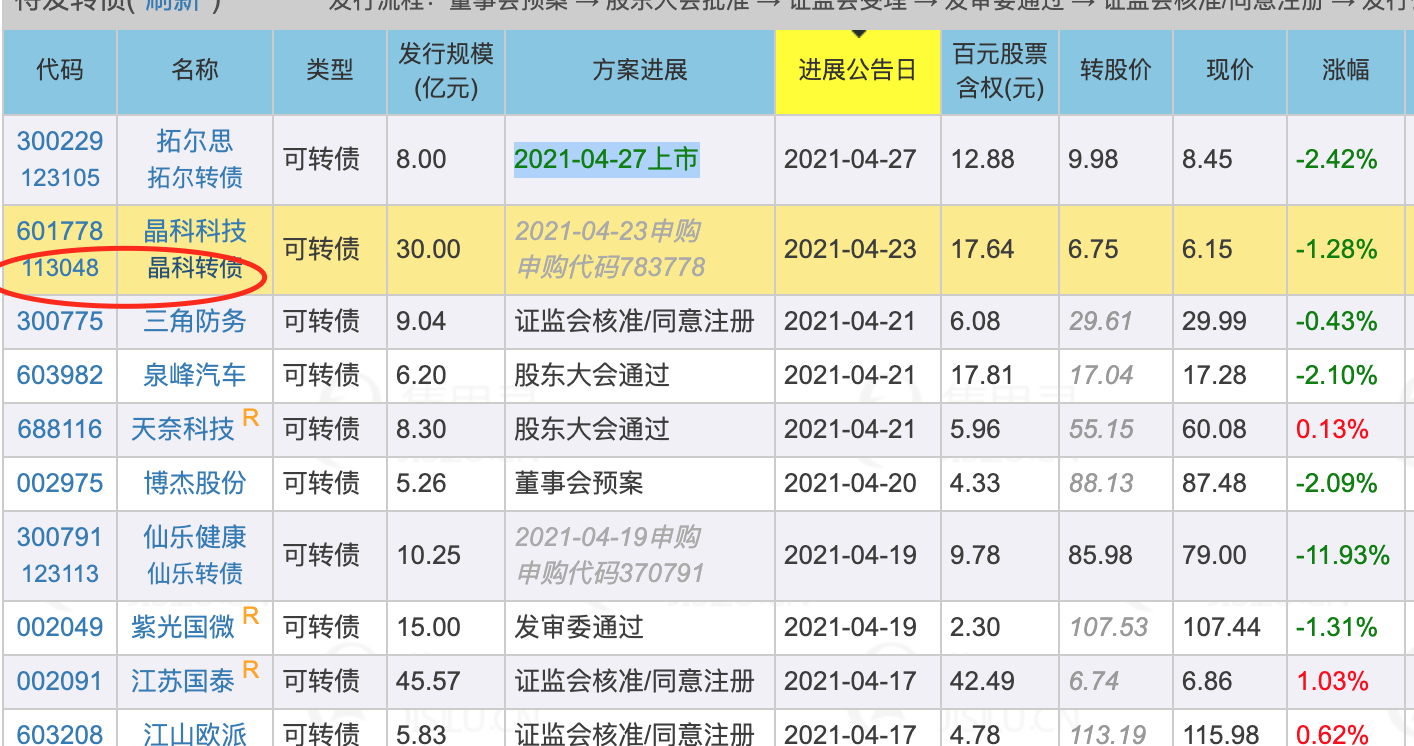 待发转债( 刷新 ) 发行流程：董事会预案 → 股东大会批准 → 证监会受理 → 发审委通过 → 证监会核准/同意注册 → 发行
代码 名称 类型 发行规模(亿元) 方案进展 进展公告日 百元股票含权(元) 转股价 现价 涨幅
300229 拓尔思 可转债 8.00 2021-04-27上市 2021-04-27 12.88 9.98 8.45 -2.42%
123105 拓尔转债
601778 晶科科技 可转债 30.00 2021-04-23申购 2021-04-23 17.64 6.75 6.15 -1.28%
113048 晶科转债 申购代码783778
300775 三角防务 可转债 9.04 证监会核准/同意注册 2021-04-21 6.08 29.61 29.99 -0.43%
603982 泉峰汽车 可转债 6.20 股东大会通过 2021-04-21 17.81 17.04 17.28 -2.10%
688116 天奈科技 R 可转债 8.30 股东大会通过 2021-04-21 5.96 55.15 60.08 0.13%
002975 博杰股份 可转债 5.26 董事会预案 2021-04-20 4.33 88.13 87.48 -2.09%
300791 仙乐健康 可转债 10.25 2021-04-19申购 2021-04-19 9.78 85.98 79.00 -11.93%
123113 仙乐转债 申购代码370791
002049 紫光国微 R 可转债 15.00 发审委通过 2021-04-19 2.30 107.53 107.44 -1.31%
002091 江苏国泰 R 可转债 45.57 证监会核准/同意注册 2021-04-17 42.49 6.74 6.86 1.03%
603208 江山欧派 可转债 5.83 证监会核准/同意注册 2021-04-17 4.78 113.19 115.98 0.62%